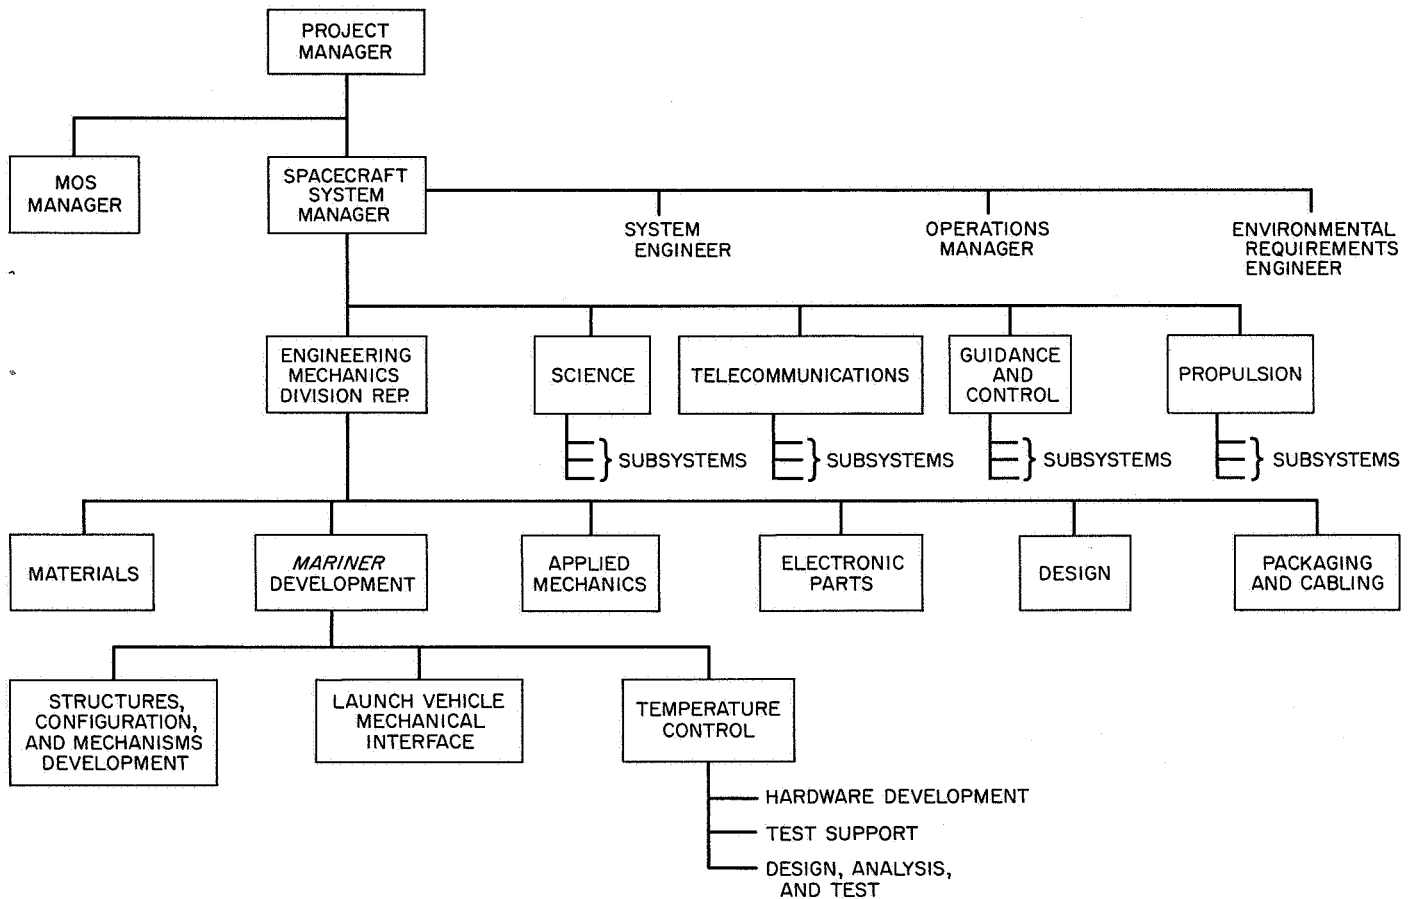 PROJECT
MANAGER
MOS
MANAGER
SPACECRAFT
SYSTEM
MANAGER
SYSTEM
ENGINEER
OPERATIONS
MANAGER
ENVIRONMENTAL
REQUIREMENTS
ENGINEER
ENGINEERING
MECHANICS
DIVISION REP.
SCIENCE
TELECOMMUNICATIONS
GUIDANCE
AND
CONTROL
PROPULSION
SUBSYSTEMS
SUBSYSTEMS
SUBSYSTEMS
SUBSYSTEMS
MATERIALS
MARINER
DEVELOPMENT
APPLIED
MECHANICS
ELECTRONIC
PARTS
DESIGN
PACKAGING
AND CABLING
STRUCTURES,
CONFIGURATION,
AND MECHANISMS
DEVELOPMENT
LAUNCH VEHICLE
MECHANICAL
INTERFACE
TEMPERATURE
CONTROL
HARDWARE DEVELOPMENT
TEST SUPPORT
DESIGN, ANALYSIS,
AND TEST